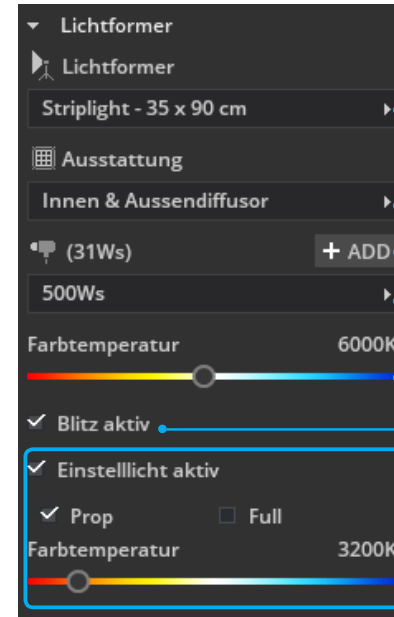 Lichtformer
Lichtformer
Striplight - 35 x 90 cm
Ausstattung
Innen & Aussendiffusor
(31Ws) + ADD
500Ws
Farbtemperatur 6000K
Blitz aktiv
Einstelllicht aktiv
Prop Full
Farbtemperatur 3200K